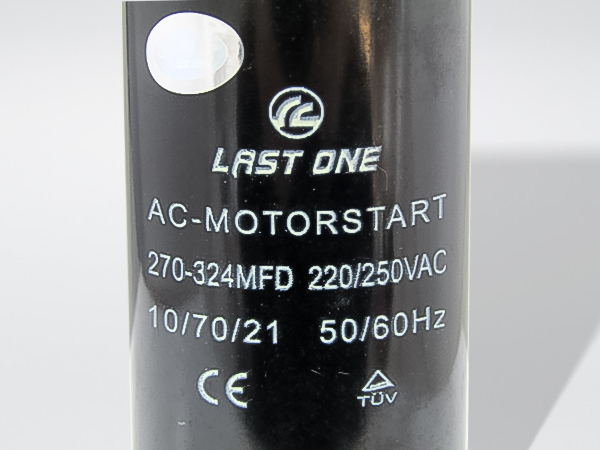 LAST ONE
AC-MOTORSTART
270-324MFD 220/250VAC
10/70/21 50/60Hz
CE
TÜV